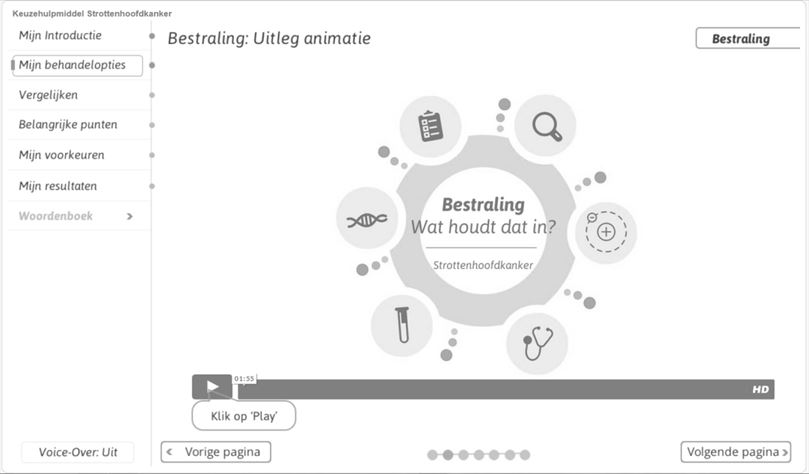 Keuzehulpmiddel Strottenhoofdkanker
Mijn Introductie
Mijn behandelopties
Vergelijken
Belangrijke punten
Mijn voorkeuren
Mijn resultaten
Woordenboek >
Voice-Over: Uit
Bestraling: Uitleg animatie
Bestraling
Bestraling
Wat houdt dat in?
Strottenhoofdkanker
01:55
HD
Klik op ‘Play’
< Vorige pagina
Volgende pagina >